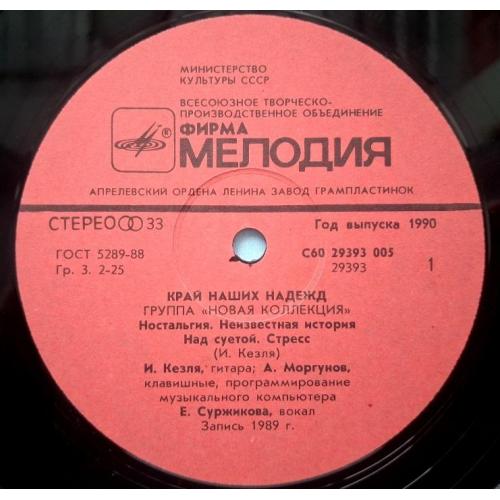 МИНИСТЕРСТВО
КУЛЬТУРЫ СССР
ВСЕСОЮЗНОЕ ТВОРЧЕСКО-
ПРОИЗВОДСТВЕННОЕ ОБЪЕДИНЕНИЕ
ФИРМА
МЕЛОДИЯ
®
АПРЕЛЕВСКИЙ ОРДЕНА ЛЕНИНА ЗАВОД ГРАМПЛАСТИНОК
СТЕРЕО 33 Год выпуска 1990
ГОСТ 5289-88 С60 29393 005
Гр. 3. 2-25 29393 1
КРАЙ НАШИХ НАДЕЖД
ГРУППА «НОВАЯ КОЛЛЕКЦИЯ»
Ностальгия. Неизвестная история
Над суетой. Стресс
(И. Кезля)
И. Кезля, гитара; А. Моргунов,
клавишные, программирование
музыкального компьютера
Е. Суржикова, вокал
Запись 1989 г.